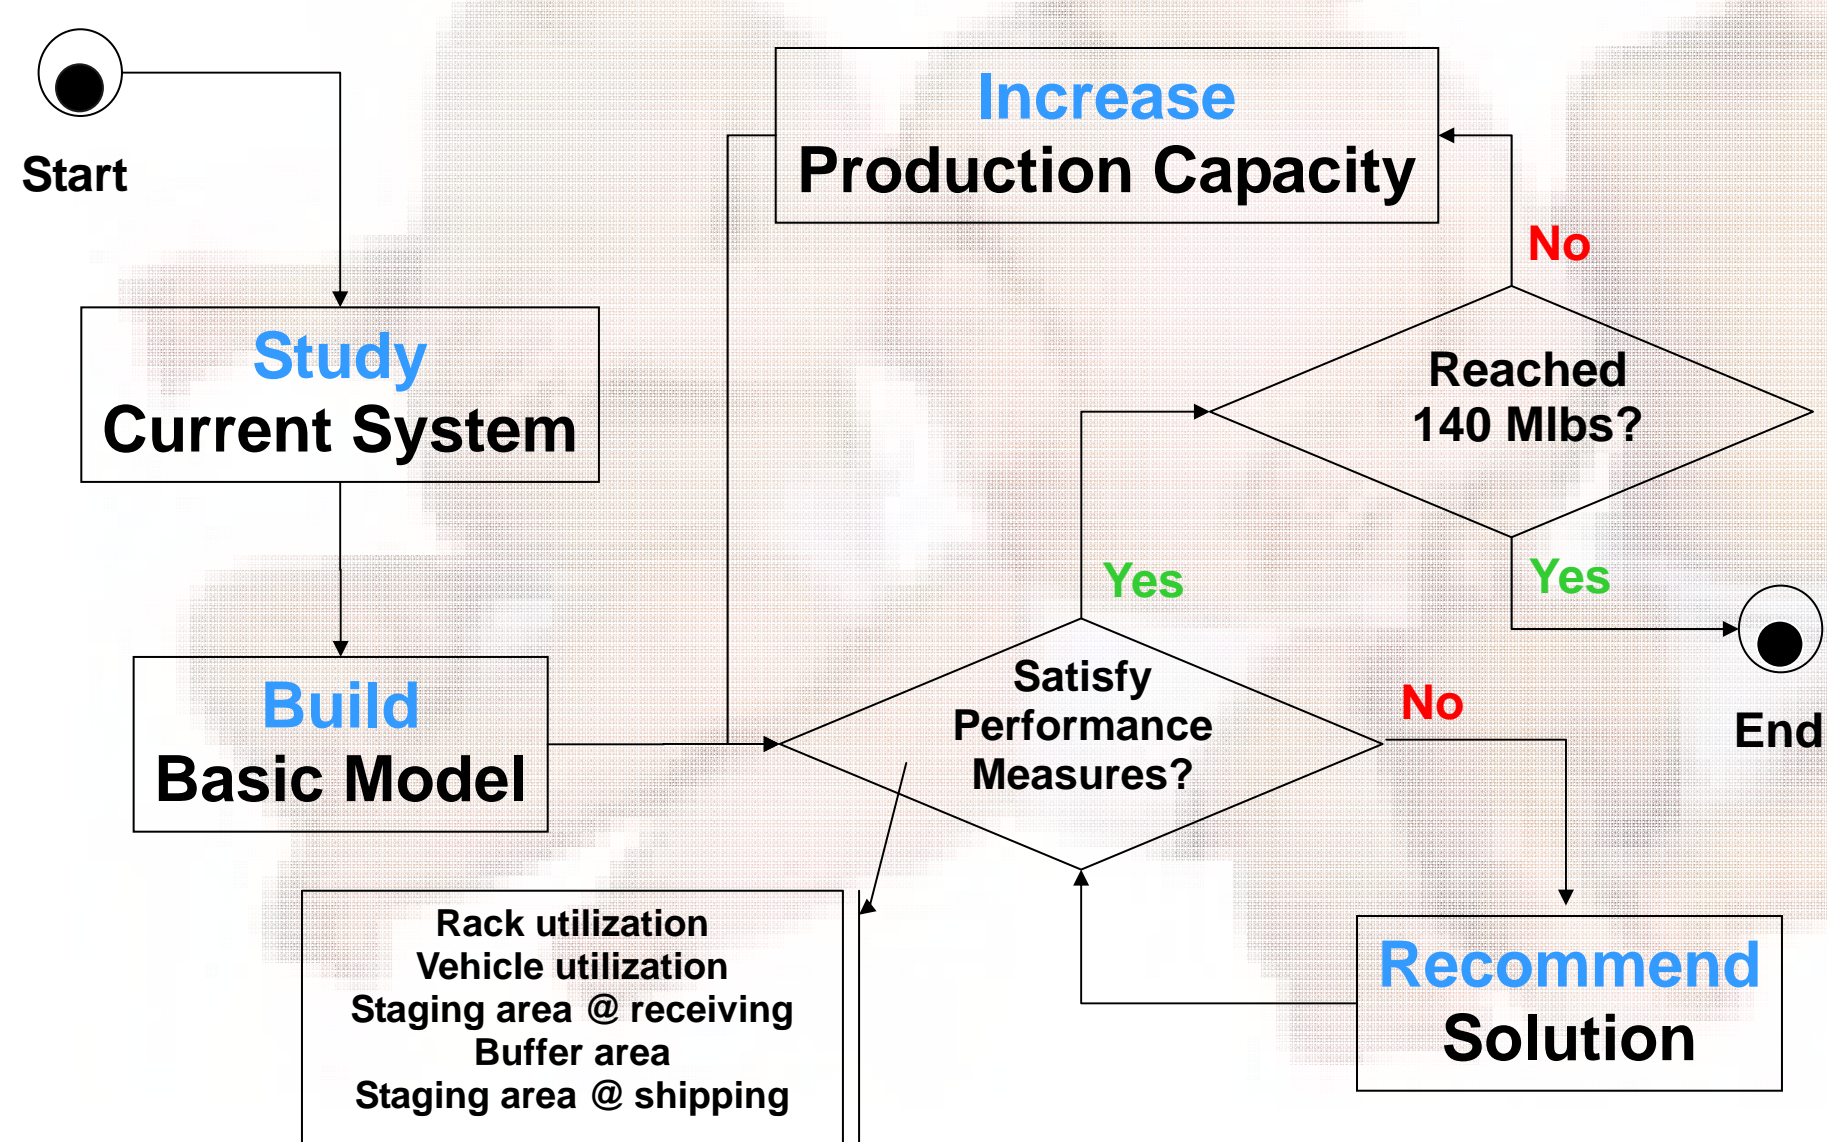 Start
Increase
Production Capacity
No
Study
Current System
Reached
140 Mlbs?
Yes
Yes
Build
Basic Model
Satisfy
Performance
Measures?
No
End
Rack utilization
Vehicle utilization
Staging area @ receiving
Buffer area
Staging area @ shipping
Recommend
Solution